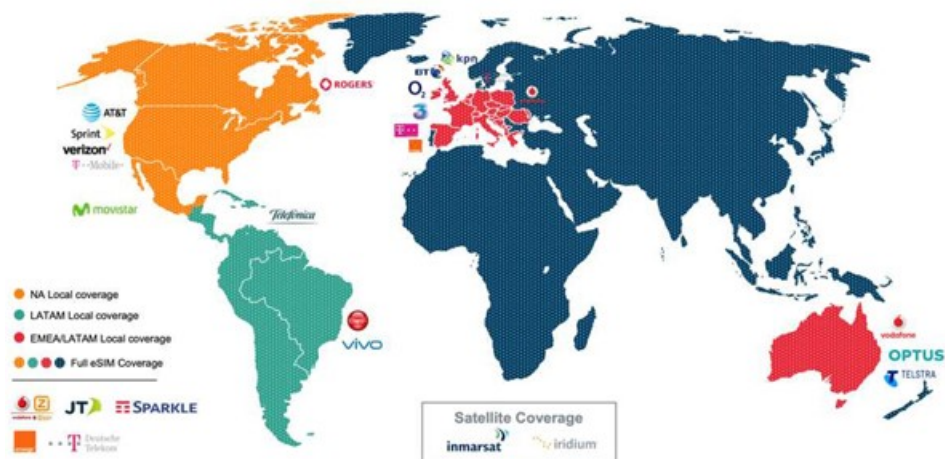 kpn
O2
3
T
ROGERS
AT&T
Sprint
verizon
T-Mobile
movistar
Telefónica
NA Local coverage
LATAM Local coverage
EMEA/LATAM Local coverage
Full eSIM Coverage
vivo
vodafone
OPTUS
TELSTRA
vodafone
JT
SPARKLE
T
Deutsche
Telekom
Satellite Coverage
inmarsat
iridium